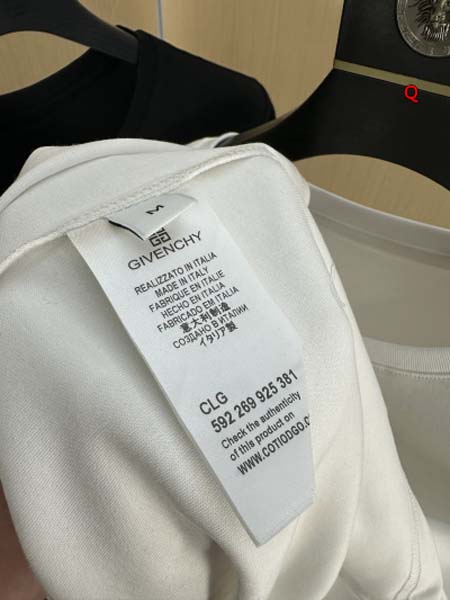 Q
M
GIVENCHY
REALIZZATO IN ITALIA
MADE IN ITALY
FABRIQUE EN ITALIE
HECHO EN ITALIA
FABRICADO EM ITALIA
意大利制造
СОЗДАНО В ИТАЛИИ
イタリア製
CLG
592 269 925 381
Check the authenticity
of this product on
WWW.COTIODGO.C